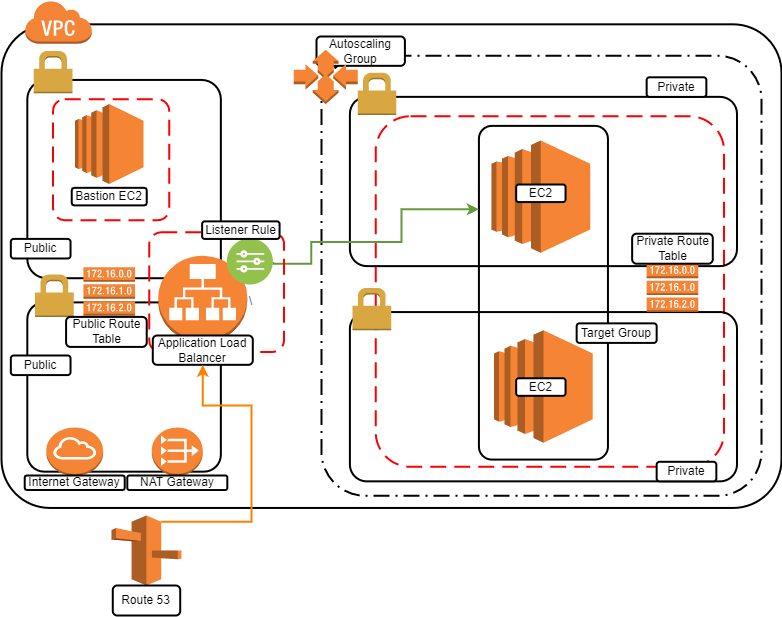 VPC
Autoscaling
Group
Private
Bastion EC2
EC2
Listener Rule
Public
Private Route
Table
172.16.0.0
172.16.1.0
172.16.2.0
172.16.0.0
172.16.1.0
172.16.2.0
\
Public Route
Table
Application Load
Balancer
Target Group
Public
EC2
Private
Internet Gateway
NAT Gateway
Route 53